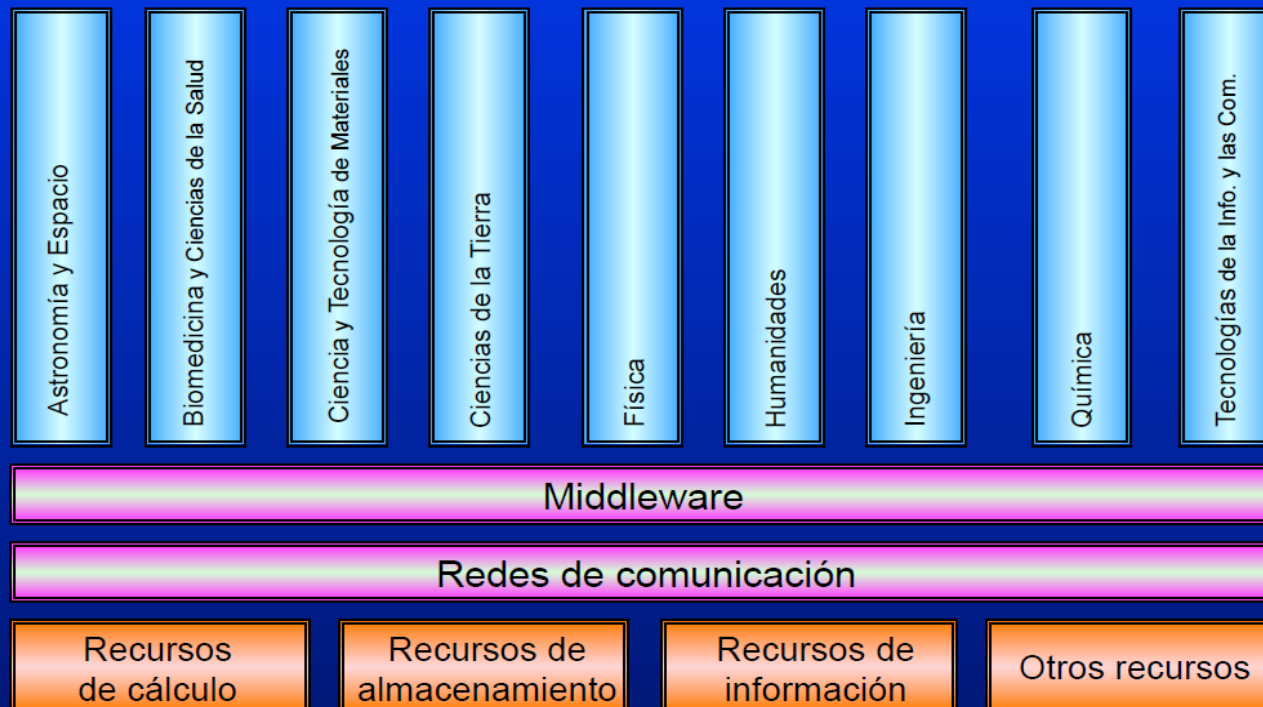 Astronomía y Espacio
Biomedicina y Ciencias de la Salud
Ciencia y Tecnología de Materiales
Ciencias de la Tierra
Física
Humanidades
Ingeniería
Química
Tecnologías de la Info. y las Com.
Middleware
Redes de comunicación
Recursos
de cálculo
Recursos de
almacenamiento
Recursos de
información
Otros recursos